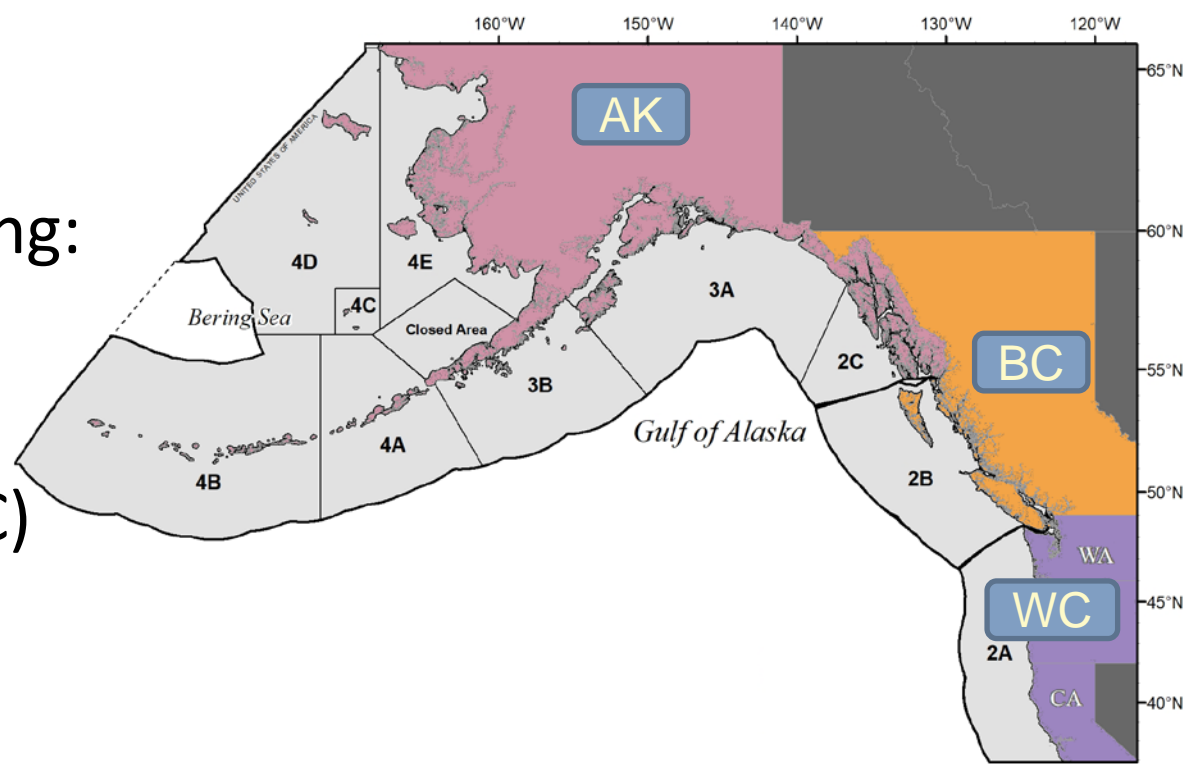 160°W 150°W 140°W 130°W 120°W
65°N
AK
UNITED STATES OF AMERICA
ng:
60°N
4D
4E
3A
4C
Bering Sea
Closed Area
2C
55°N
BC
3B
Gulf of Alaska
4A
4B
2B
50°N
C)
WA
45°N
WC
2A
CA
40°N